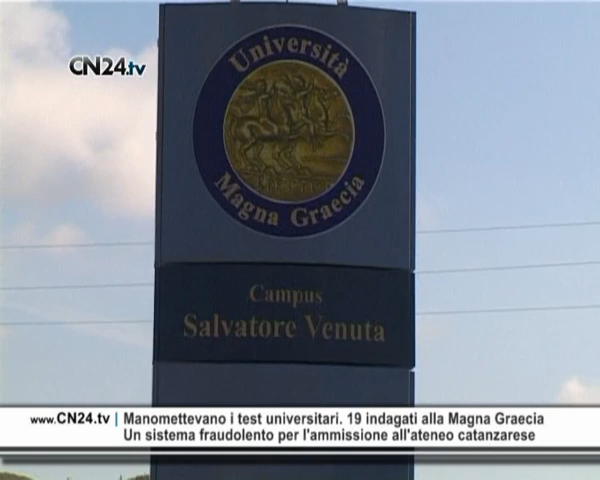 CN24.tv
Università
Magna Graecia
Campus
Salvatore Venuta
www.CN24.tv | Manomettevano i test universitari. 19 indagati alla Magna Graecia
Un sistema fraudolento per l'ammissione all'ateneo catanzarese